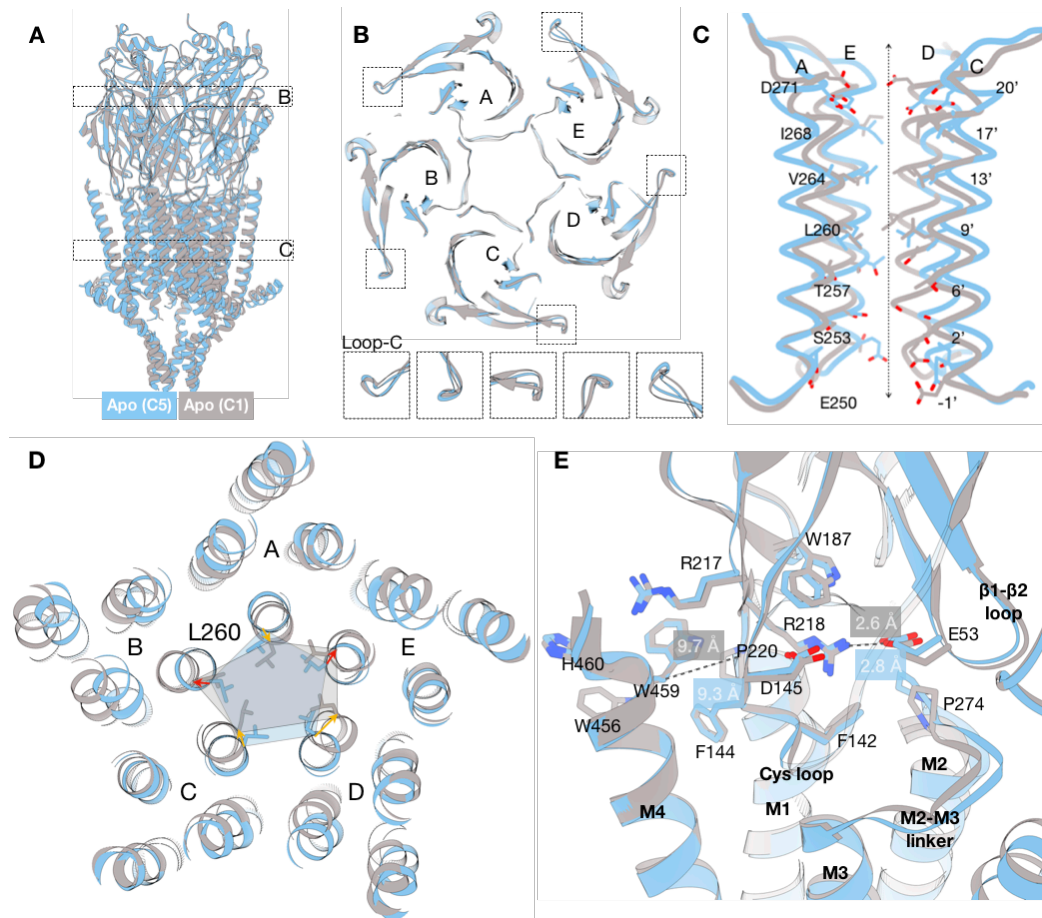 A
B
C
Apo (C5) Apo (C1)
B
A
E
B
D
C
Loop-C
C
A E D C
D271 20'
I268 17'
V264 13'
L260 9'
T257 6'
S253 2'
E250 -1'
D
A
L260
B E
C D
E
W187
R217
β1-β2
loop
2.6 Å
R218 E53
9.7 Å
P220
H460
2.8 Å
W459 D145
9.3 Å
P274
W456
F144 F142
M2
Cys loop
M4 M1
M2-M3
linker
M3